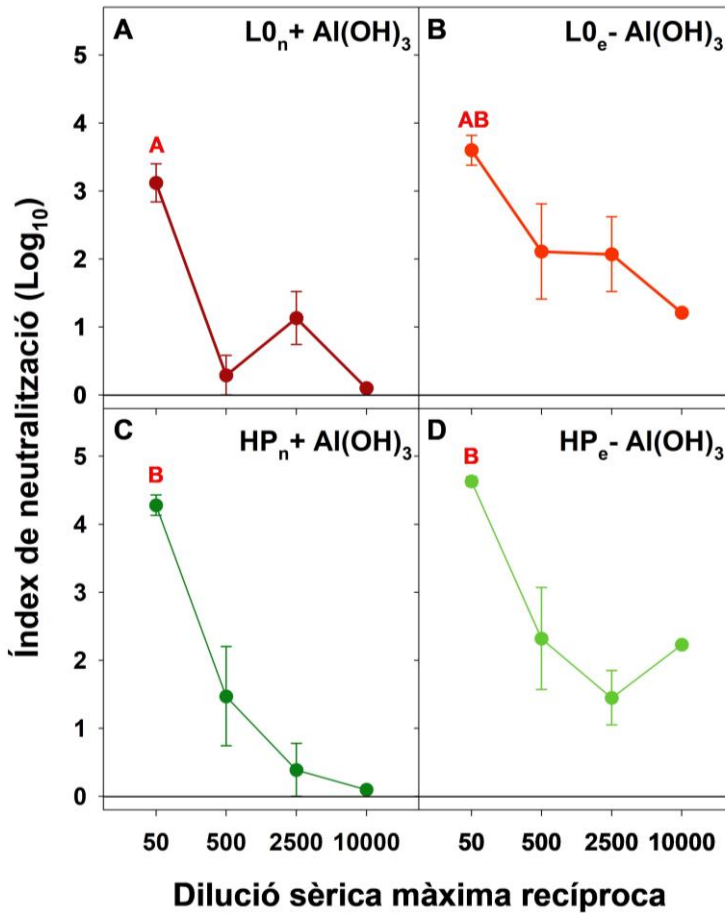 A
L0n+ Al(OH)3
B
L0e- Al(OH)3
5
4
3
2
1
0
A
AB
C
HPn+ Al(OH)3
D
HPe- Al(OH)3
5
4
3
2
1
0
B
B
50 500 2500 10000
50 500 2500 10000
Índex de neutralització (Log10)
Dilució sèrica màxima recíproca